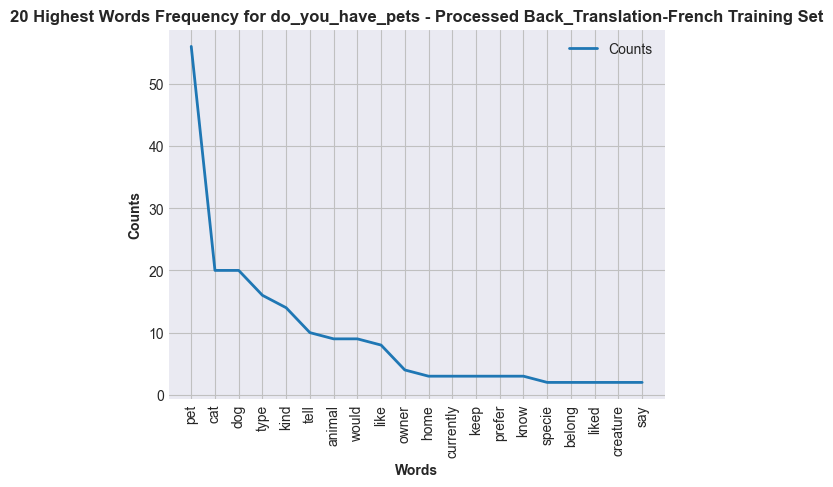 20 Highest Words Frequency for do_you_have_pets - Processed Back_Translation-French Training Set
Counts
50
40
30
20
10
0
Counts
pet
cat
dog
type
kind
tell
animal
would
like
owner
home
currently
keep
prefer
know
specie
belong
liked
creature
say
Words